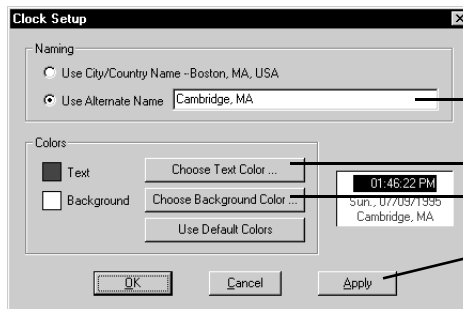 Clock Setup
Naming
Use City/Country Name --Boston, MA, USA
Use Alternate Name Cambridge, MA
Colors
Text
Choose Text Color ...
Background
Choose Background Color ...
Use Default Colors
01:46:22 PM
Sun., 07/09/1995
Cambridge, MA
OK
Cancel
Apply